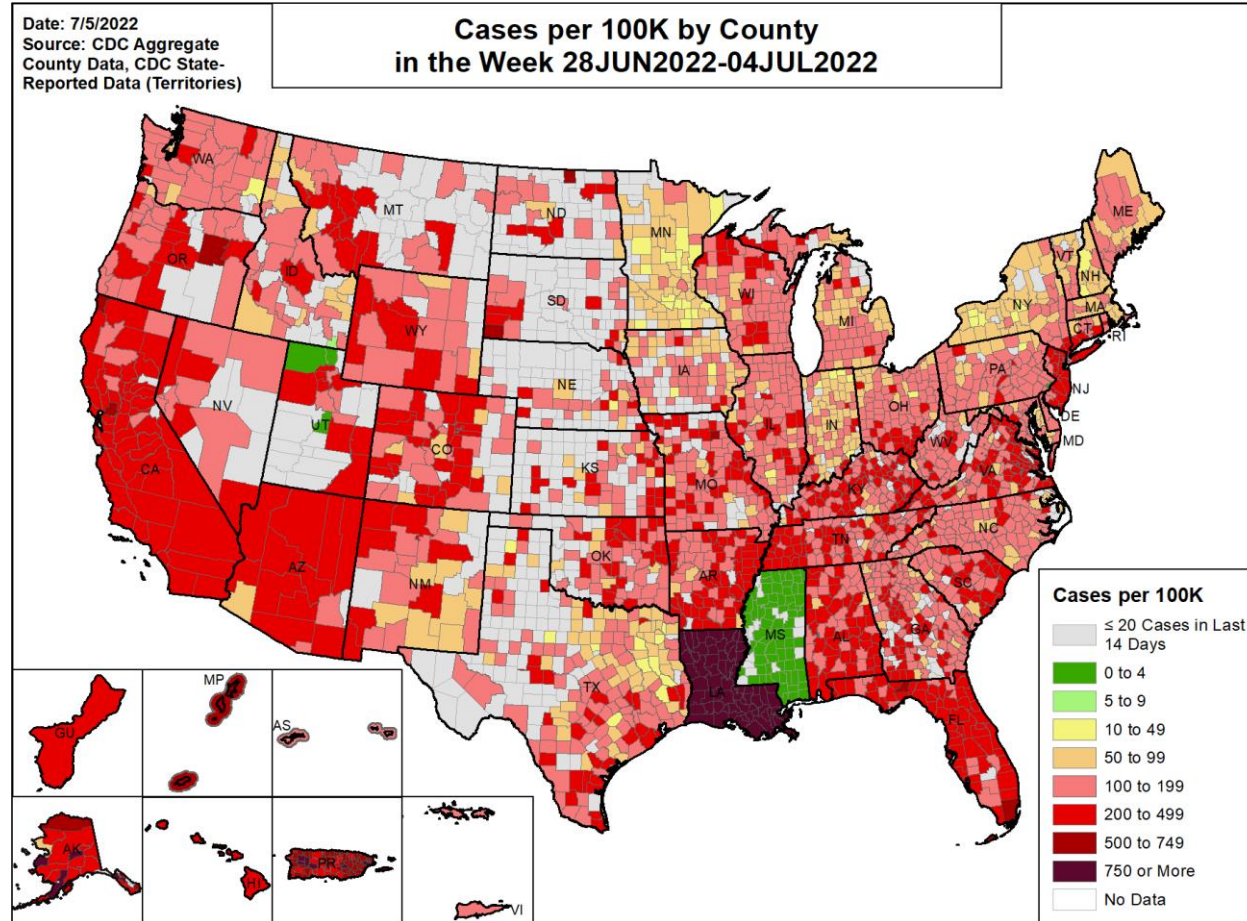 Date: 7/5/2022
Source: CDC Aggregate
County Data, CDC State-
Reported Data (Territories)
Cases per 100K by County
in the Week 28JUN2022-04JUL2022
WA
MT
ND
MN
ME
OR
ID
SD
WI
VT
NH
NY
MA
CT
RI
WY
MI
IA
NE
PA
NJ
NV
UT
CO
IL
IN
OH
DE
MD
WV
VA
CA
KS
MO
KY
NC
TN
AZ
NM
OK
AR
SC
MS
AL
GA
TX
LA
FL
GU
MP
AS
AK
HI
PR
VI
Cases per 100K
≤ 20 Cases in Last
14 Days
0 to 4
5 to 9
10 to 49
50 to 99
100 to 199
200 to 499
500 to 749
750 or More
No Data